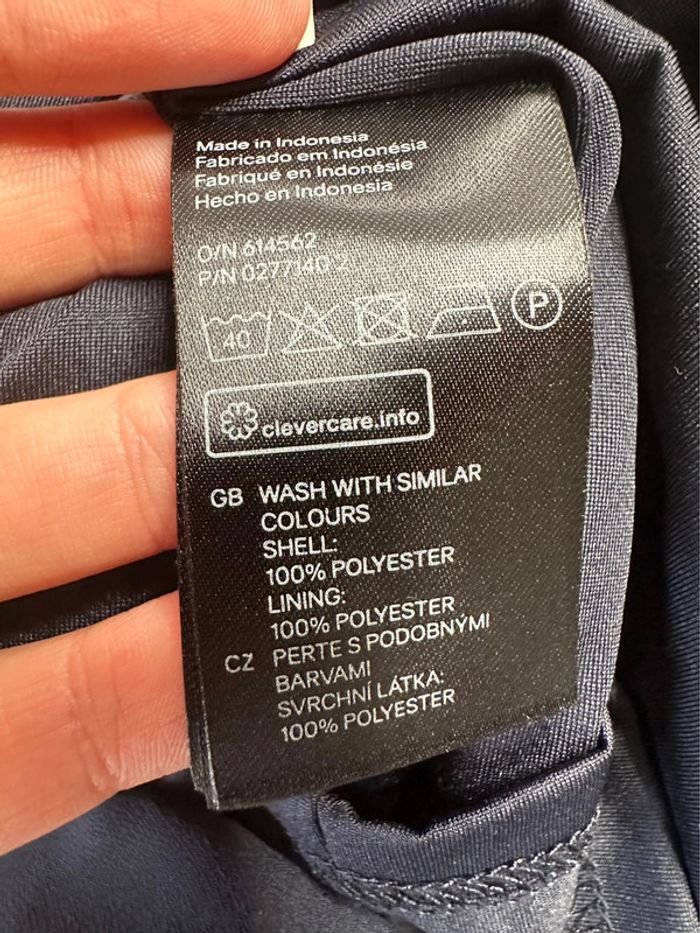 Made in Indonesia
Fabricado em Indonésia
Fabriqué en Indonésie
Hecho en Indonesia
O/N 614562
P/N 0277140-2
40
P
clevercare.info
GB WASH WITH SIMILAR
COLOURS
SHELL:
100% POLYESTER
LINING:
100% POLYESTER
CZ PERTE S PODOBNÝMI
BARVAMI
SVRCHNÍ LÁTKA:
100% POLYESTER